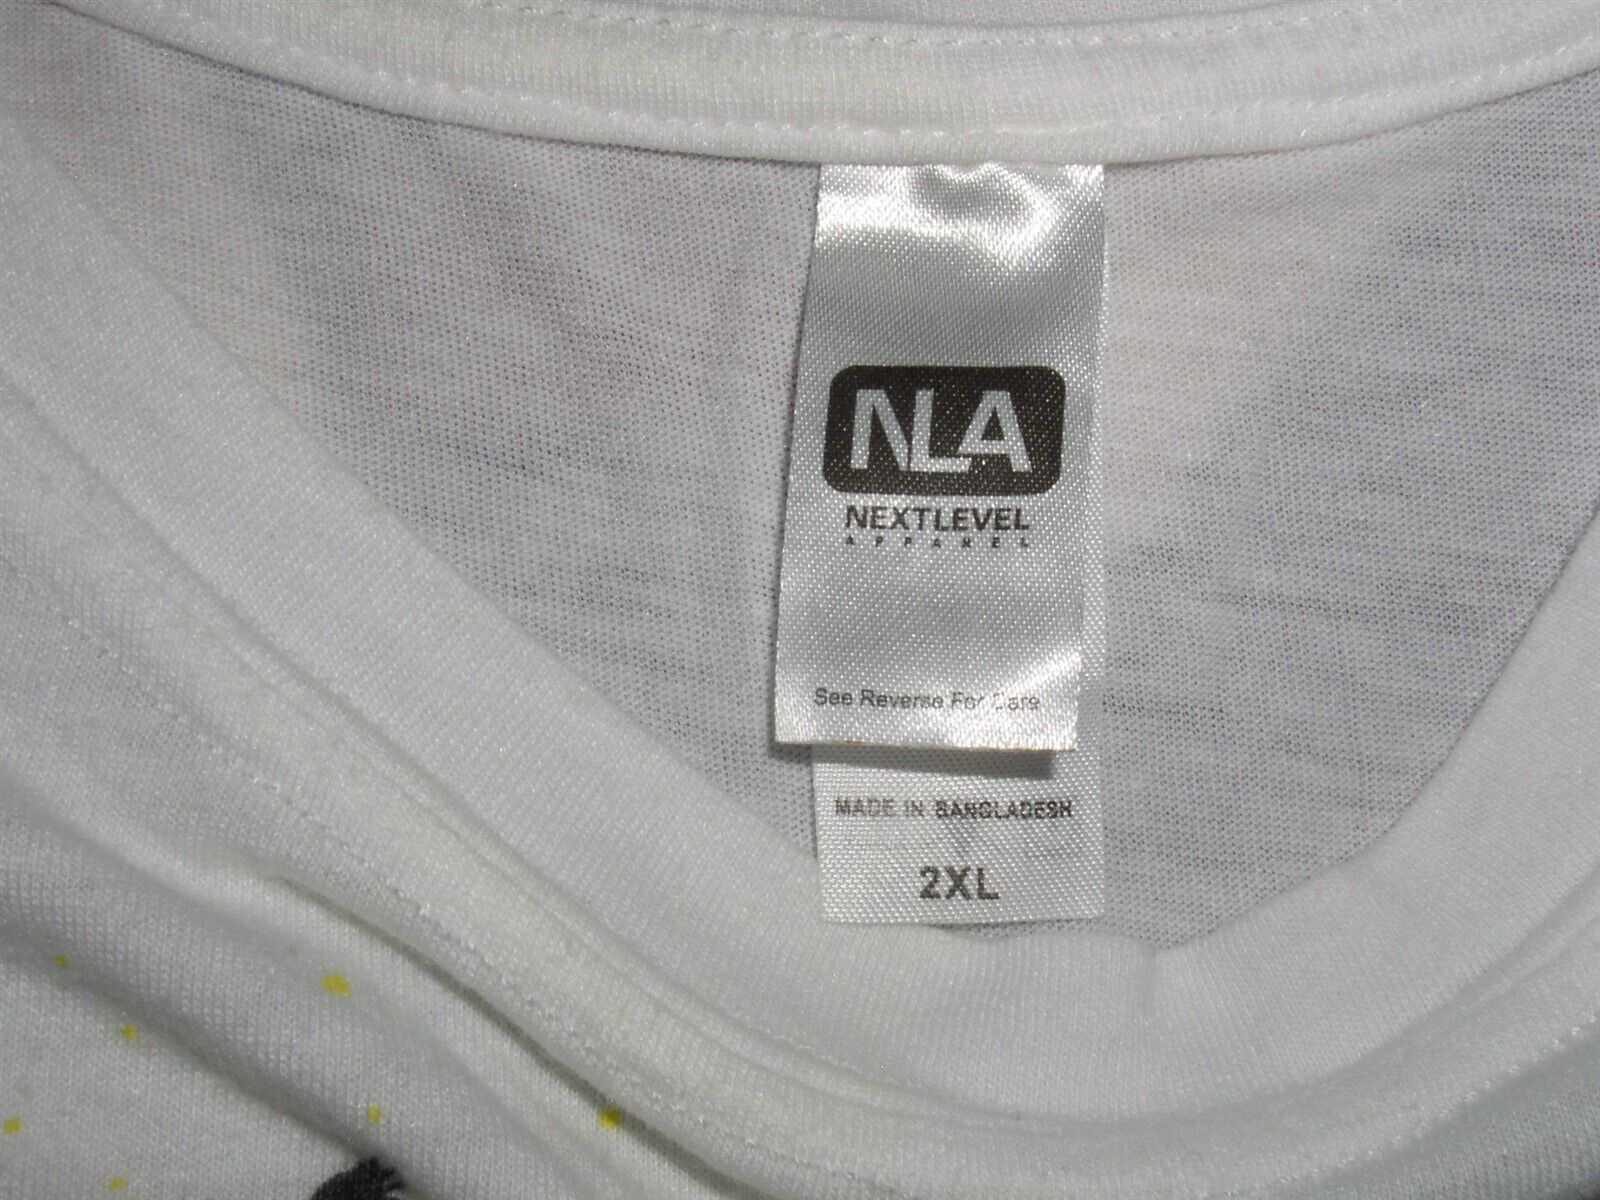 NLA
NEXTLEVEL
APPAREL
See Reverse For Care
MADE IN BANGLADESH
2XL